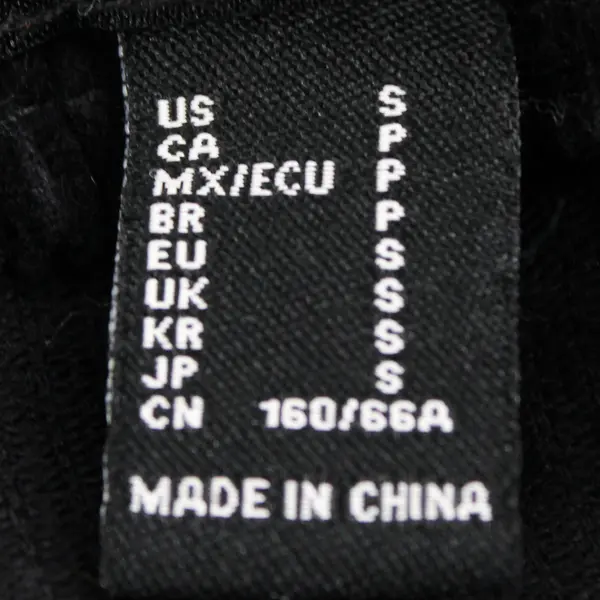 US S
CA P
MX/ECU P
BR P
EU S
UK S
KR S
JP S
CN 160/66A
MADE IN CHINA